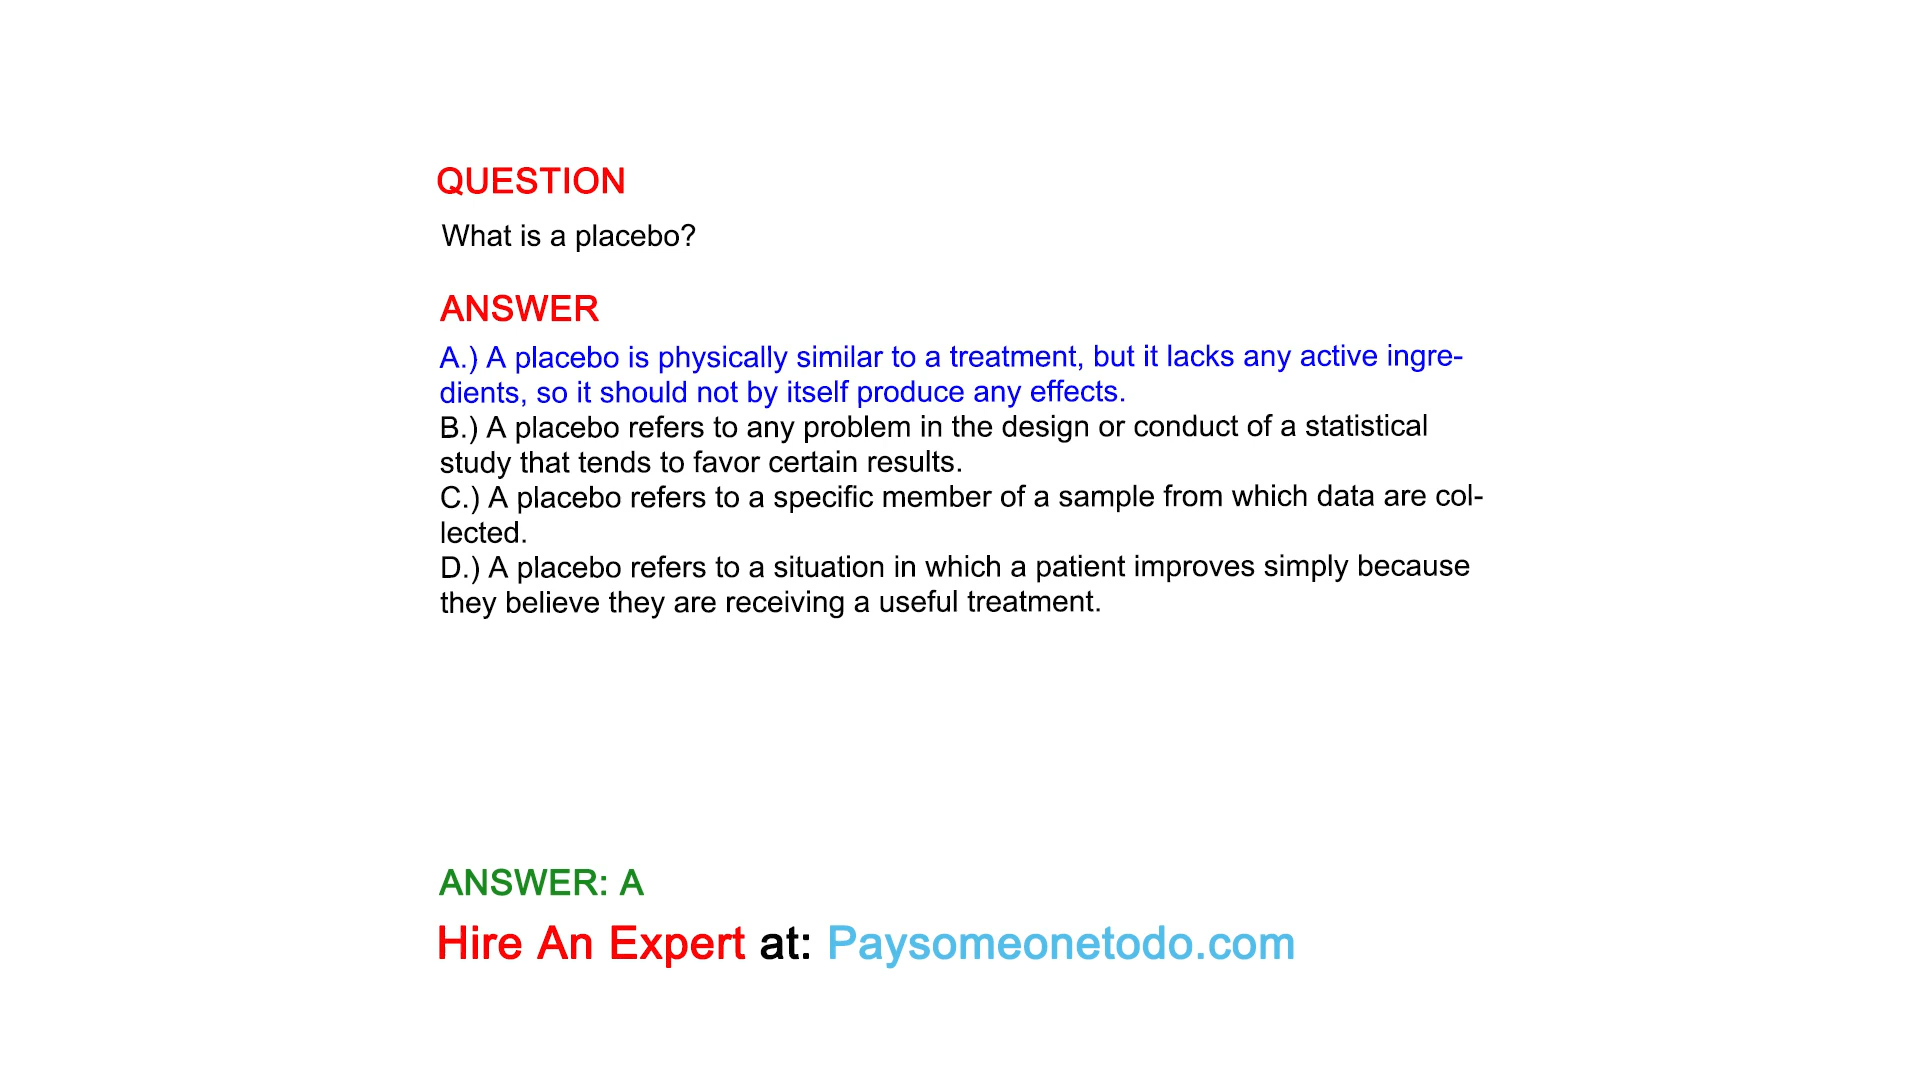 QUESTION
What is a placebo?
ANSWER
A.) A placebo is physically similar to a treatment, but it lacks any active ingre-
dients, so it should not by itself produce any effects.
B.) A placebo refers to any problem in the design or conduct of a statistical
study that tends to favor certain results.
C.) A placebo refers to a specific member of a sample from which data are col-
lected.
D.) A placebo refers to a situation in which a patient improves simply because
they believe they are receiving a useful treatment.
ANSWER: A
Hire An Expert at: Paysomeonetodo.com